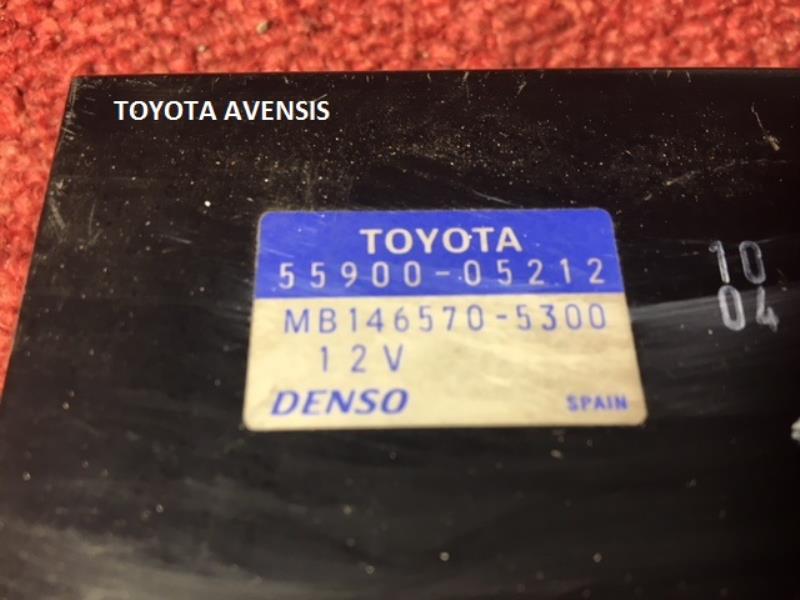 TOYOTA AVENSIS
TOYOTA
55900-05212
MB146570-5300
12V
DENSO SPAIN
10
04